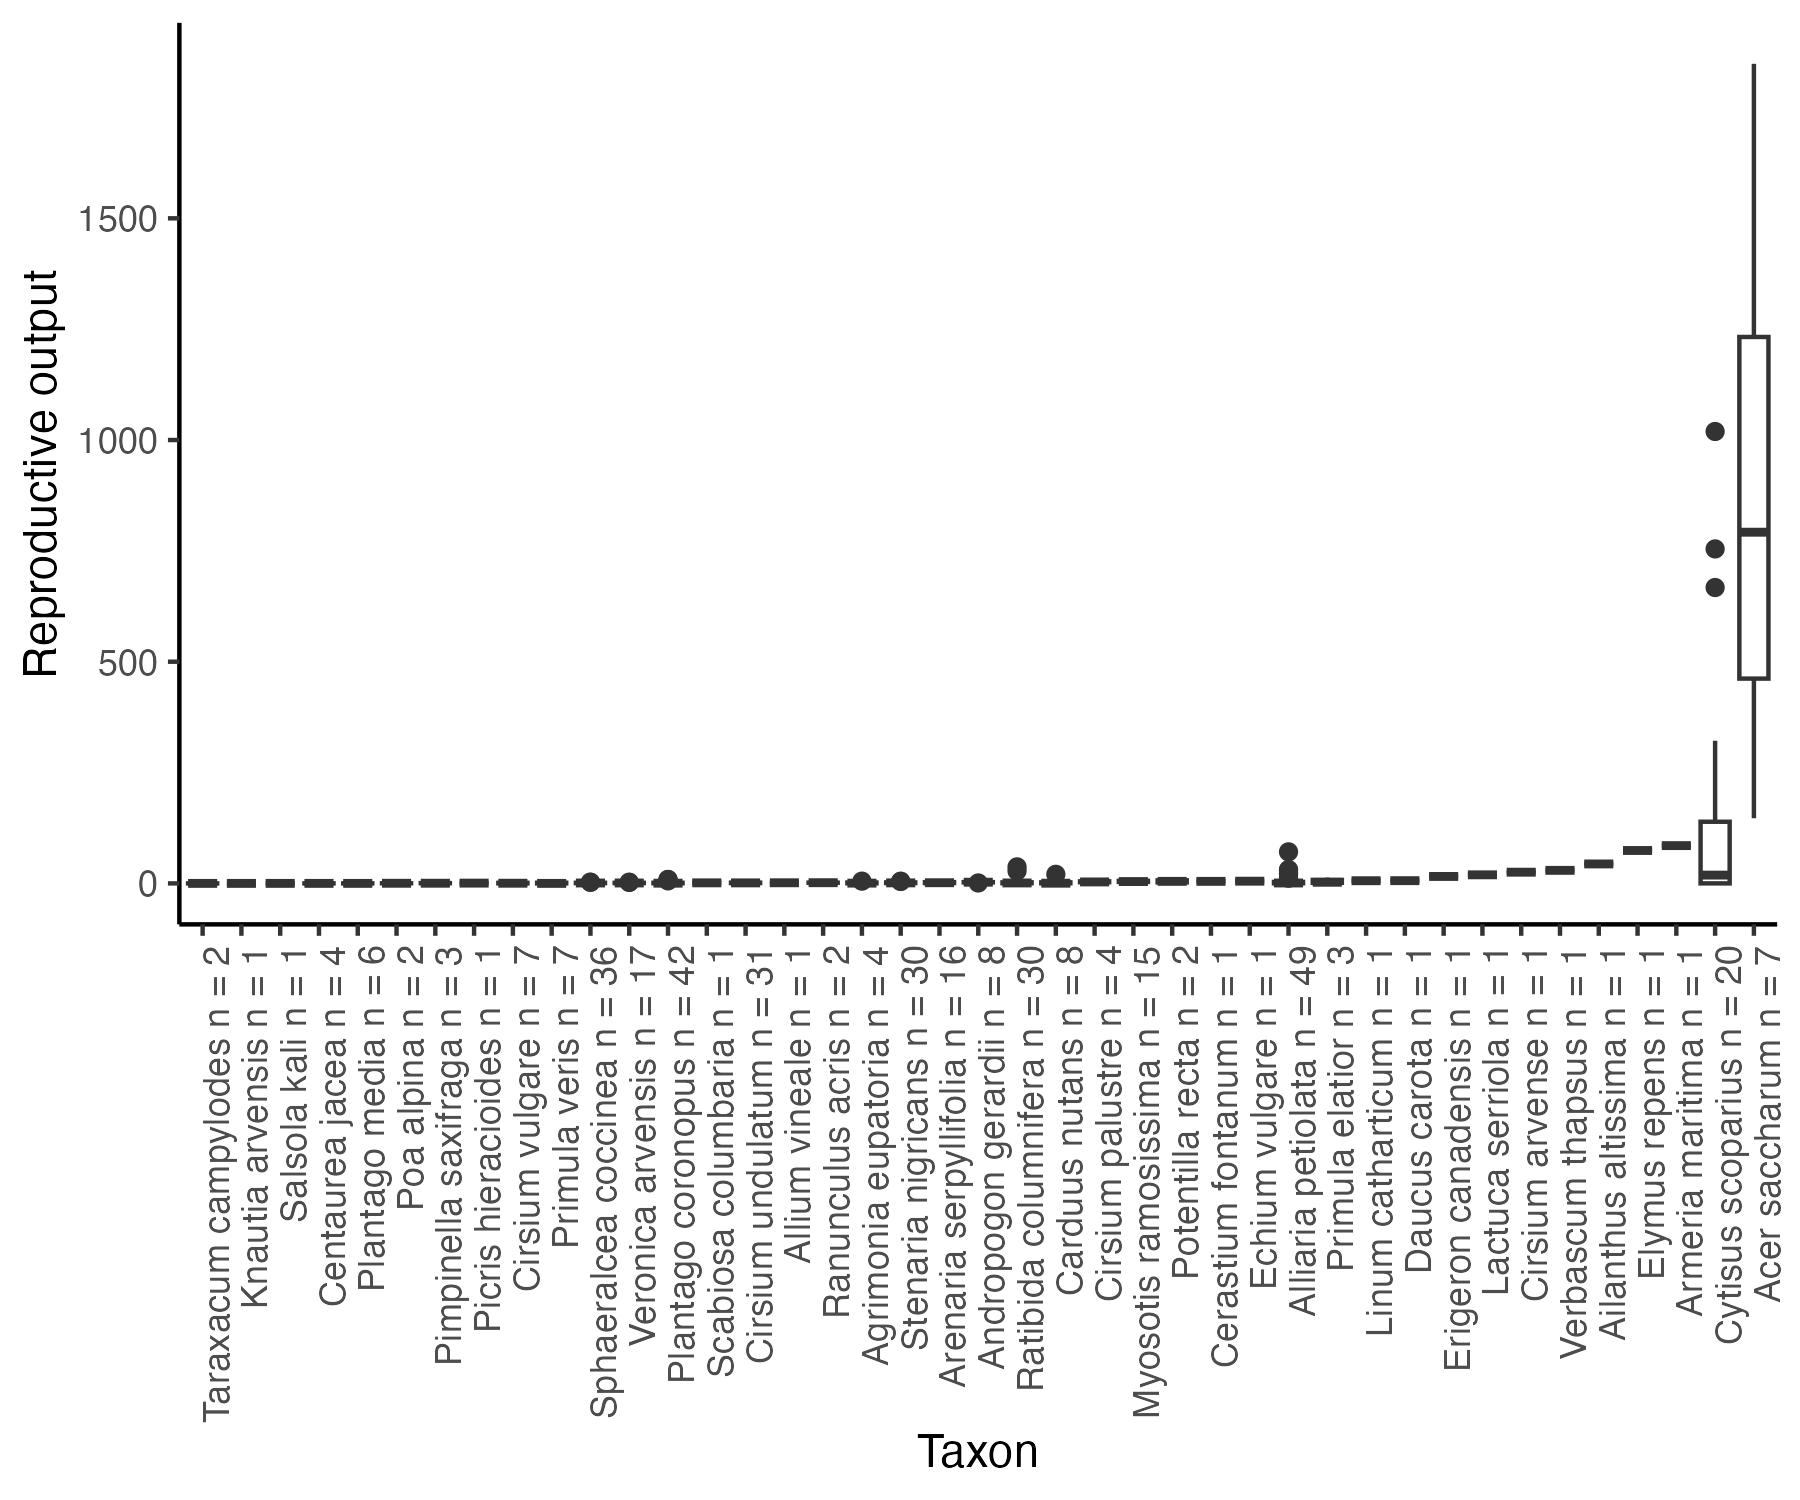 Reproductive output
1500
1000
500
0
Taraxacum campylodes n = 2
Knautia arvensis n = 1
Salsola kali n = 1
Centaurea jacea n = 4
Plantago media n = 6
Poa alpina n = 2
Pimpinella saxifraga n = 3
Picris hieracioides n = 1
Cirsium vulgare n = 7
Primula veris n = 7
Sphaeralcea coccinea n = 36
Veronica arvensis n = 17
Plantago coronopus n = 42
Scabiosa columbaria n = 1
Cirsium undulatum n = 31
Allium vineale n = 1
Ranunculus acris n = 2
Agrimonia eupatoria n = 4
Stenaria nigricans n = 30
Arenaria serpyllifolia n = 16
Andropogon gerardii n = 8
Ratibida columnifera n = 30
Carduus nutans n = 8
Cirsium palustre n = 4
Myosotis ramosissima n = 15
Potentilla recta n = 2
Cerastium fontanum n = 1
Echium vulgare n = 1
Alliaria petiolata n = 49
Primula elatior n = 3
Linum catharticum n = 1
Daucus carota n = 1
Erigeron canadensis n = 1
Lactuca serriola n = 1
Cirsium arvense n = 1
Verbascum thapsus n = 1
Ailanthus altissima n = 1
Elymus repens n = 1
Armeria maritima n = 1
Cytisus scoparius n = 20
Acer saccharum n = 7
Taxon